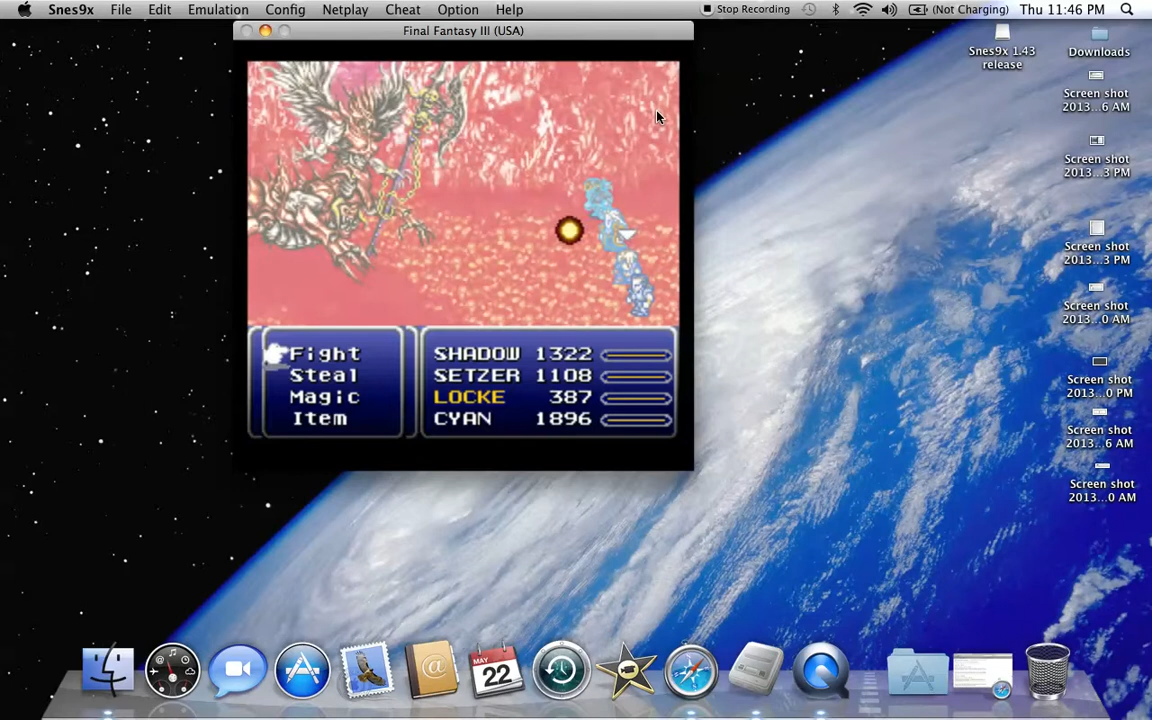 Snes9x File Edit Emulation Config Netplay Cheat Option Help Stop Recording (Not Charging) Thu 11:46 PM
Final Fantasy III (USA)
Snes9x 1.43
release
Downloads
Screen shot
2013...6 AM
Screen shot
2013...3 PM
Screen shot
2013...3 PM
Screen shot
2013...0 AM
Screen shot
2013...0 PM
Screen shot
2013...6 AM
Screen shot
2013...0 AM
Fight
Steal
Magic
Item
SHADOW 1322
SETZER 1108
LOCKE 387
CYAN 1896
MAY
22
@